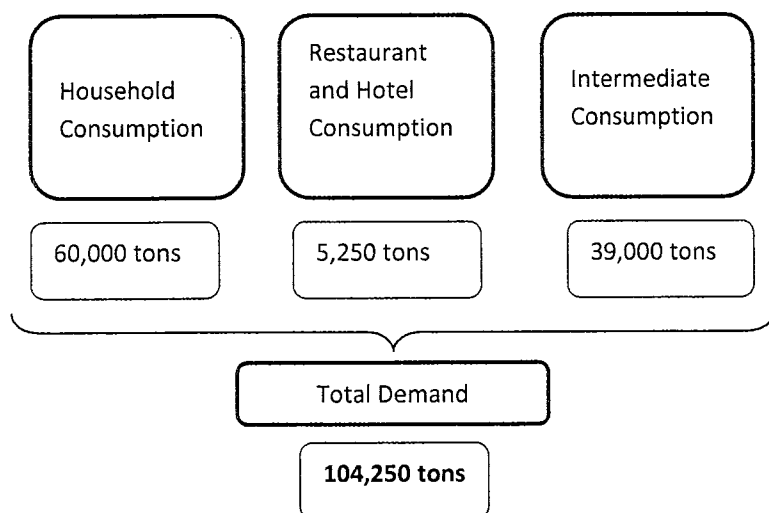 Household
Consumption
Restaurant
and Hotel
Consumption
Intermediate
Consumption
60,000 tons
5,250 tons
39,000 tons
Total Demand
104,250 tons